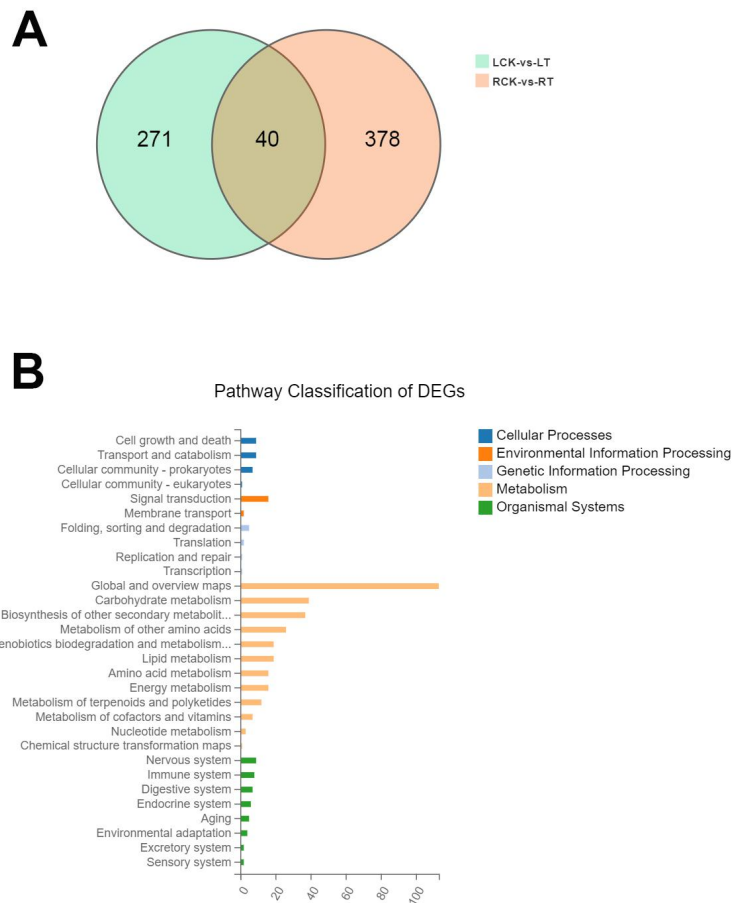 A
271
40
378
LCK-vs-LT
RCK-vs-RT
B
Pathway Classification of DEGs
Cell growth and death
Transport and catabolism
Cellular community - prokaryotes
Cellular community - eukaryotes
Signal transduction
Membrane transport
Folding, sorting and degradation
Translation
Replication and repair
Transcription
Global and overview maps
Carbohydrate metabolism
Biosynthesis of other secondary metabolit...
Metabolism of other amino acids
enobiotics biodegradation and metabolism...
Lipid metabolism
Amino acid metabolism
Energy metabolism
Metabolism of terpenoids and polyketides
Metabolism of cofactors and vitamins
Nucleotide metabolism
Chemical structure transformation maps
Nervous system
Immune system
Digestive system
Endocrine system
Aging
Environmental adaptation
Excretory system
Sensory system
0 20 40 60 80 100
Cellular Processes
Environmental Information Processing
Genetic Information Processing
Metabolism
Organismal Systems